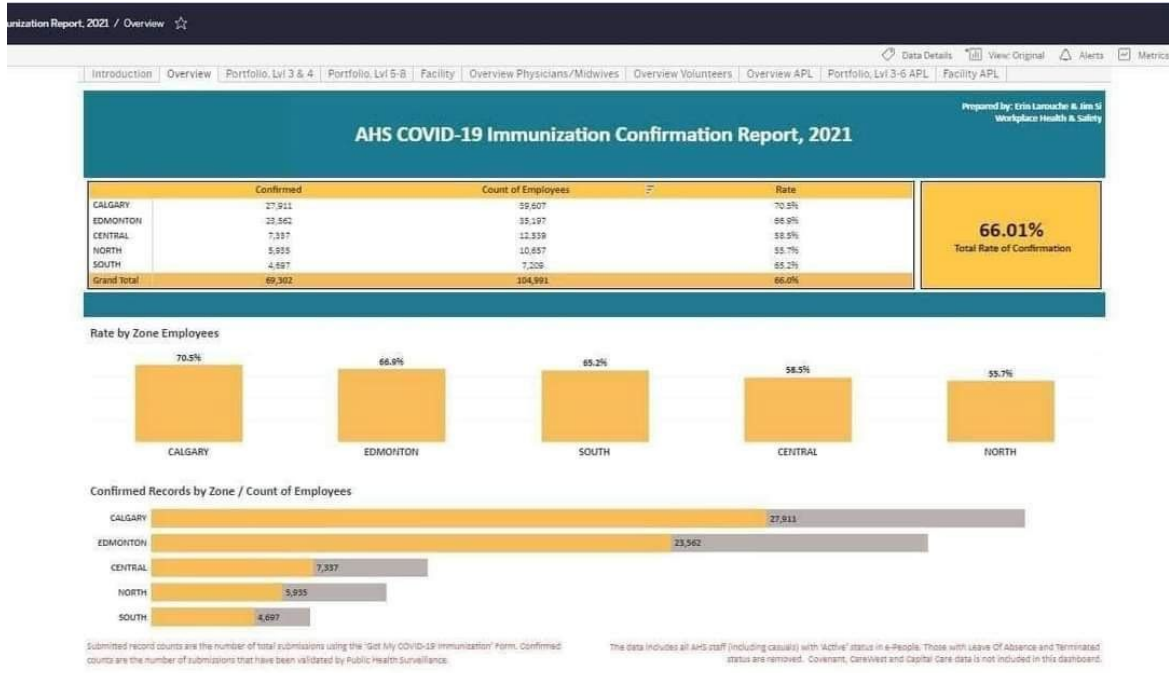 unization Report, 2021 / Overview
Data Details View: Original Alerts Metrics
Introduction Overview Portfolio, Lvl 3 & 4 Portfolio, Lvl 5-8 Facility Overview Physicians/Midwives Overview Volunteers Overview APL Portfolio, Lvl 3-6 APL Facility APL
Prepared by: Erin Larouche & Jim Si
Workplace Health & Safety
AHS COVID-19 Immunization Confirmation Report, 2021
Confirmed Count of Employees Rate
CALGARY 27,911 39,607 70.5%
EDMONTON 23,562 35,197 66.9%
CENTRAL 7,337 12,539 58.5%
NORTH 5,935 10,657 55.7%
SOUTH 4,697 7,209 65.2%
Grand Total 69,302 104,991 66.0%
66.01%
Total Rate of Confirmation
Rate by Zone Employees
70.5% 66.9% 65.2% 58.5% 55.7%
CALGARY EDMONTON SOUTH CENTRAL NORTH
Confirmed Records by Zone / Count of Employees
CALGARY 27,911
EDMONTON 23,562
CENTRAL 7,337
NORTH 5,935
SOUTH 4,697
Submitted record counts are the number of total submissions using the 'Got My COVID-19 Immunization' Form. Confirmed
counts are the number of submissions that have been validated by Public Health Surveillance.
The data includes all AHS staff (including casuals) with 'Active' status in e-People. Those with Leave Of Absence and Terminated
status are removed. Covenant, CareWest and Capital Care data is not included in this dashboard.